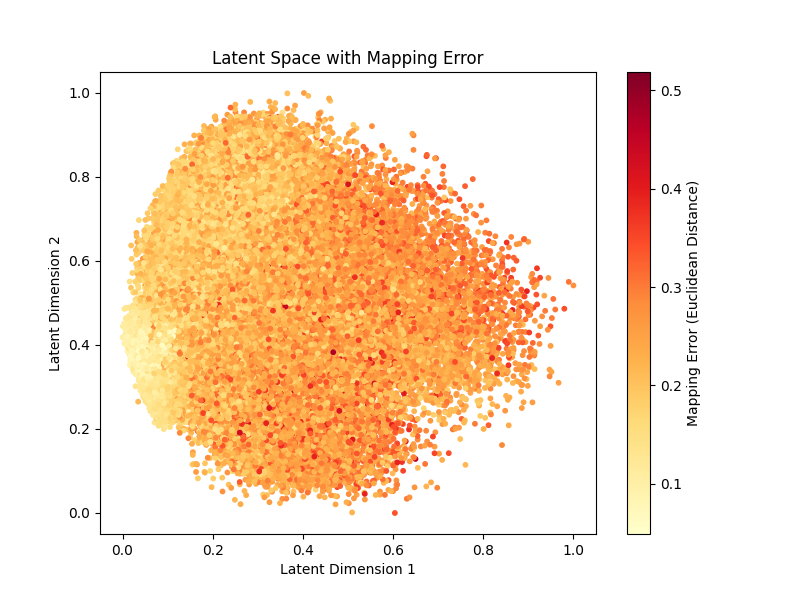 Latent Space with Mapping Error
1.0
0.8
0.6
0.4
0.2
0.0
Latent Dimension 2
0.0 0.2 0.4 0.6 0.8 1.0
Latent Dimension 1
0.5
0.4
0.3
0.2
0.1
Mapping Error (Euclidean Distance)